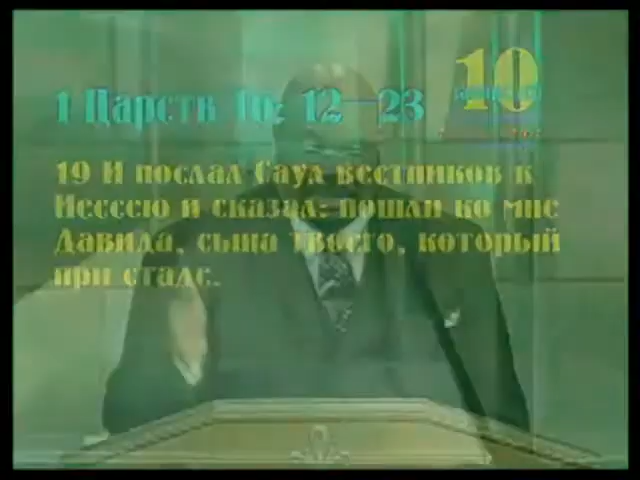 1 Царств 16: 12—23
10
19 И послал Саул вестников к
Иессею и сказал: пошли ко мне
Давида, сына твоего, который
при стаде.